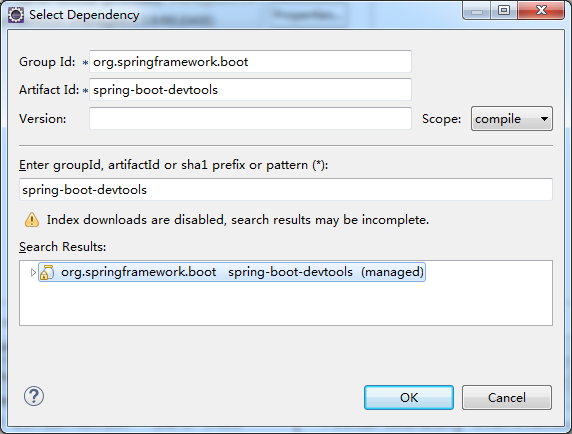 Select Dependency
Properties...
Group Id: * org.springframework.boot
Artifact Id: * spring-boot-devtools
Version: Scope: compile
Enter groupId, artifactId or sha1 prefix or pattern (*):
spring-boot-devtools
Index downloads are disabled, search results may be incomplete.
Search Results:
org.springframework.boot spring-boot-devtools (managed)
? OK Cancel